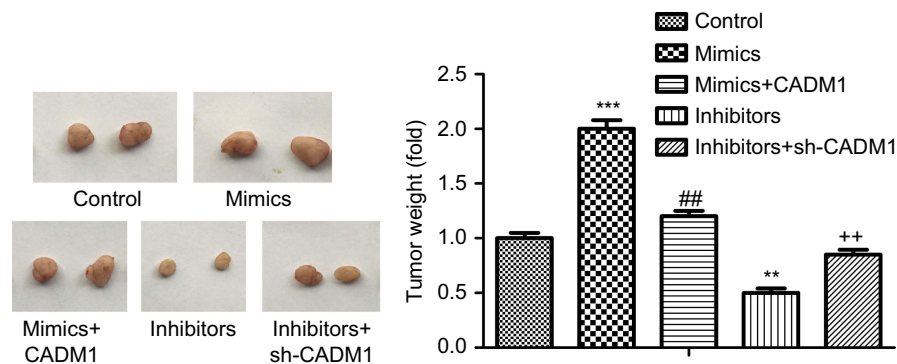 Control
Mimics
Mimics+
CADM1
Inhibitors
Inhibitors+
sh-CADM1
Control
Mimics
Mimics+CADM1
Inhibitors
Inhibitors+sh-CADM1
Tumor weight (fold)
2.5
2.0
1.5
1.0
0.5
0.0
***
##
**
++